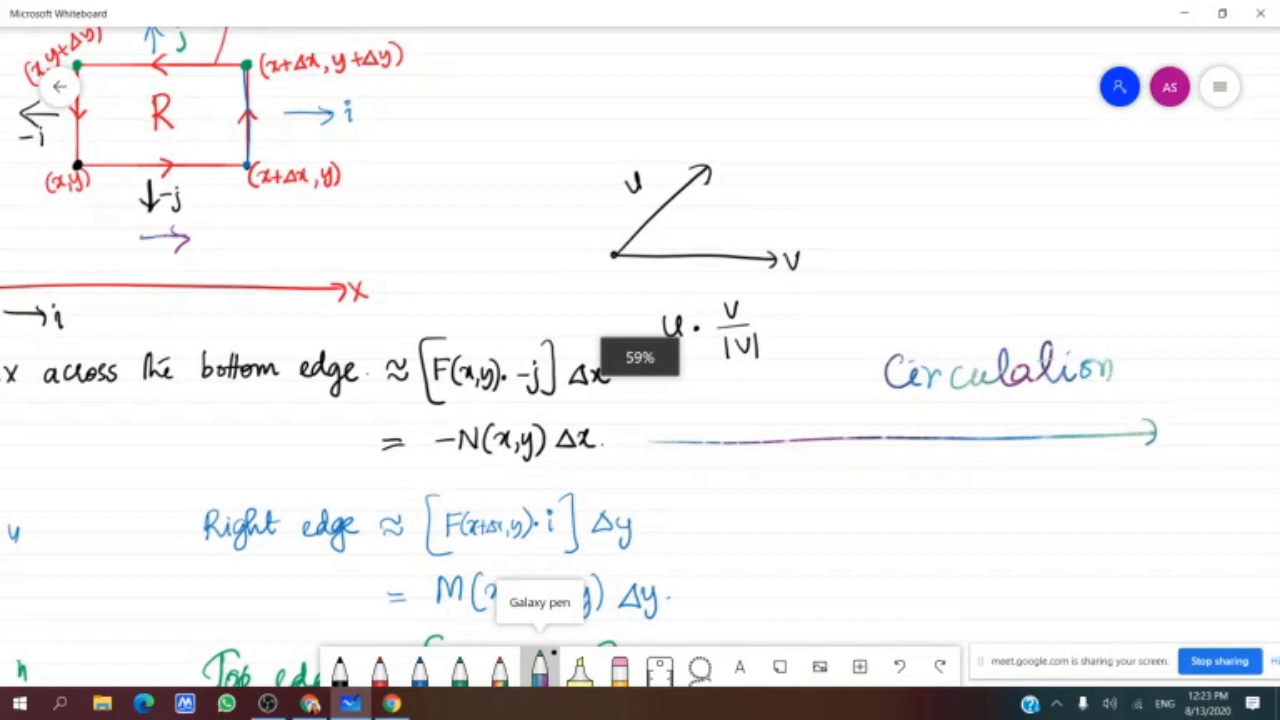 Microsoft Whiteboard
(x,y+Δy)
j
(x+Δx, y+Δy)
R
→ i
-i
AS
(x,y)
(x+Δx, y)
↓-j
u
v
x
→i
u · v/|v|
59%
x across the bottom edge ≈ [F(x,y)· -j] Δx
Circulation
= -N(x,y) Δx.
Right edge ≈ [F(x+Δx,y)· i] Δy
= M(x y) Δy.
Galaxy pen
Top
A
meet.google.com is sharing your screen.
Stop sharing
Hi
12:23 PM
ENG
8/13/2020